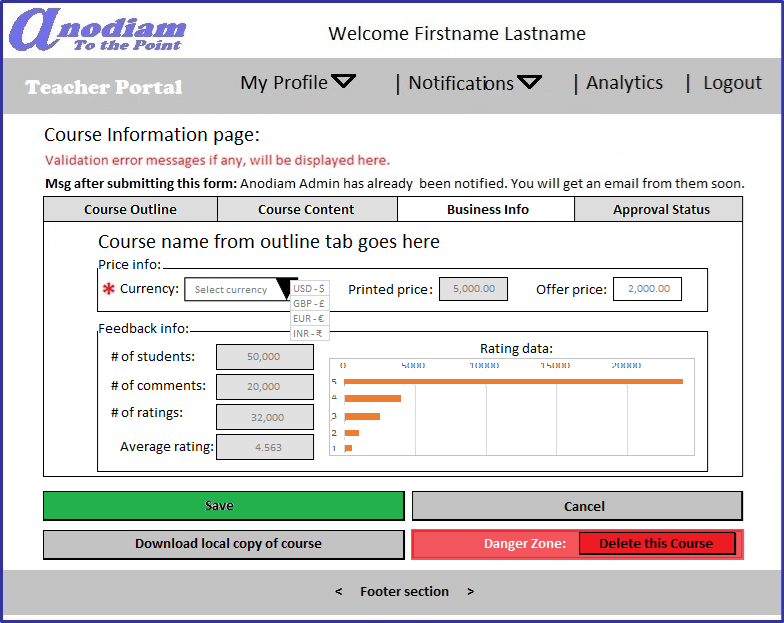 Anodiam
To the Point
Welcome Firstname Lastname
Teacher Portal
My Profile | Notifications | Analytics | Logout
Course Information page:
Validation error messages if any, will be displayed here.
Msg after submitting this form: Anodiam Admin has already been notified. You will get an email from them soon.
Course Outline Course Content Business Info Approval Status
Course name from outline tab goes here
Price info:
* Currency: Select currency Printed price: 5,000.00 Offer price: 2,000.00
USD - $
GBP - £
EUR - €
INR - ₹
Feedback info:
# of students: 50,000
# of comments: 20,000
# of ratings: 32,000
Average rating: 4.563
Rating data:
0 5000 10000 15000 20000
5
4
3
2
1
Save Cancel
Download local copy of course Danger Zone: Delete this Course
< Footer section >